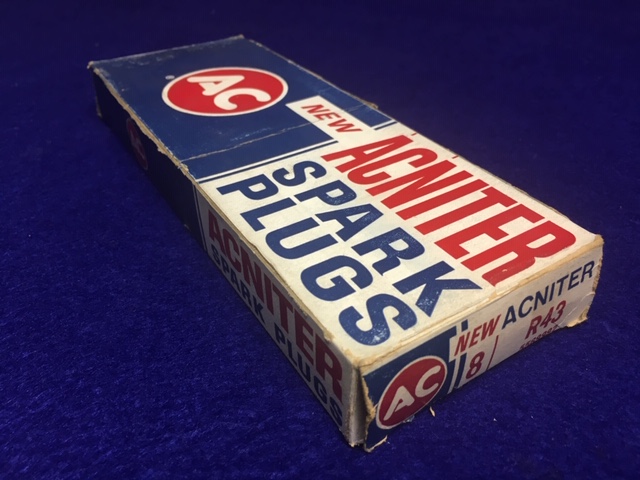 AC
NEW
ACNITER
SPARK
PLUGS
ACNITER
SPARK PLUGS
AC
NEW ACNITER
8 R43